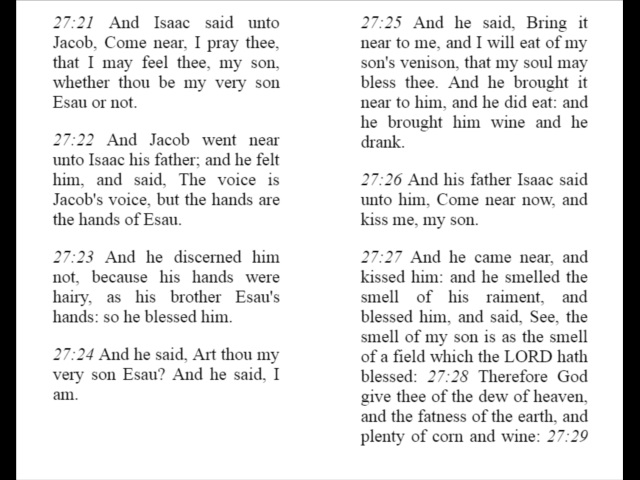 27:21 And Isaac said unto
Jacob, Come near, I pray thee,
that I may feel thee, my son,
whether thou be my very son
Esau or not.
27:22 And Jacob went near
unto Isaac his father; and he felt
him, and said, The voice is
Jacob's voice, but the hands are
the hands of Esau.
27:23 And he discerned him
not, because his hands were
hairy, as his brother Esau's
hands: so he blessed him.
27:24 And he said, Art thou my
very son Esau? And he said, I
am.
27:25 And he said, Bring it
near to me, and I will eat of my
son's venison, that my soul may
bless thee. And he brought it
near to him, and he did eat: and
he brought him wine and he
drank.
27:26 And his father Isaac said
unto him, Come near now, and
kiss me, my son.
27:27 And he came near, and
kissed him: and he smelled the
smell of his raiment, and
blessed him, and said, See, the
smell of my son is as the smell
of a field which the LORD hath
blessed: 27:28 Therefore God
give thee of the dew of heaven,
and the fatness of the earth, and
plenty of corn and wine: 27:29